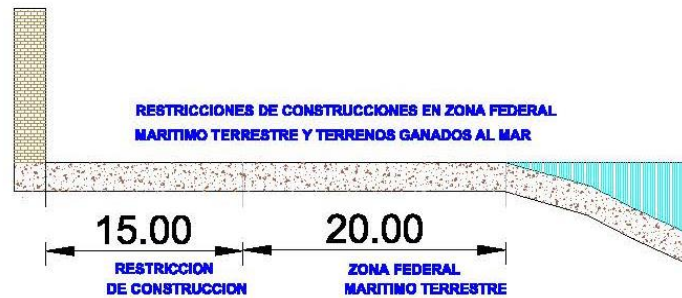 RESTRICCIONES DE CONSTRUCCIONES EN ZONA FEDERAL
MARITIMO TERRESTRE Y TERRENOS GANADOS AL MAR
15.00
20.00
RESTRICCION
DE CONSTRUCCION
ZONA FEDERAL
MARITIMO TERRESTRE